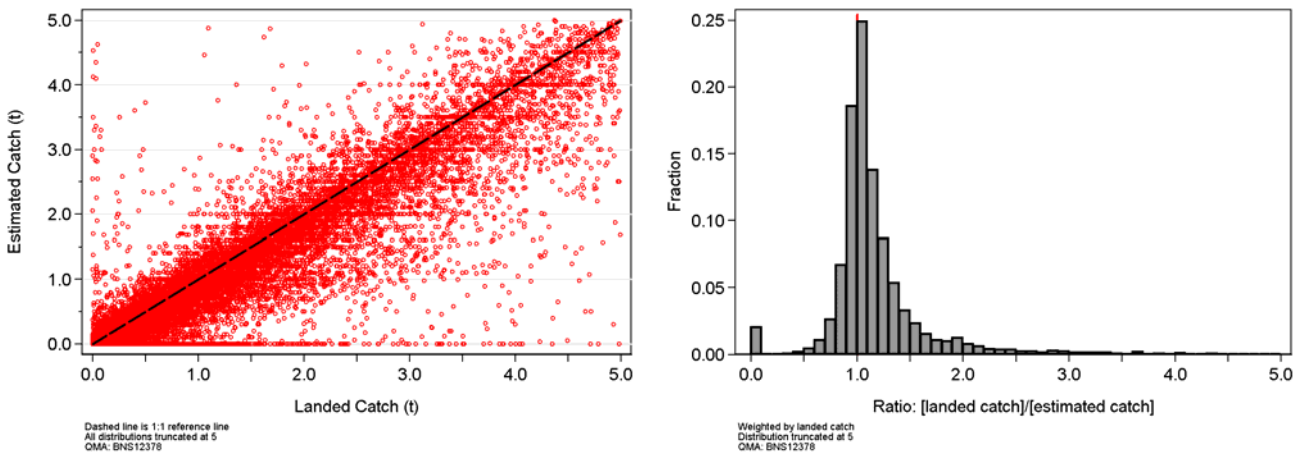 5.0
4.0
3.0
2.0
1.0
0.0
Estimated Catch (t)
0.0 1.0 2.0 3.0 4.0 5.0
Landed Catch (t)
Dashed line is 1:1 reference line
All distributions truncated at 5
QMA: BNS12378
0.25
0.20
0.15
0.10
0.05
0.00
Fraction
0.0 1.0 2.0 3.0 4.0 5.0
Ratio: [landed catch]/[estimated catch]
Weighted by landed catch
Distribution truncated at 5
QMA: BNS12378